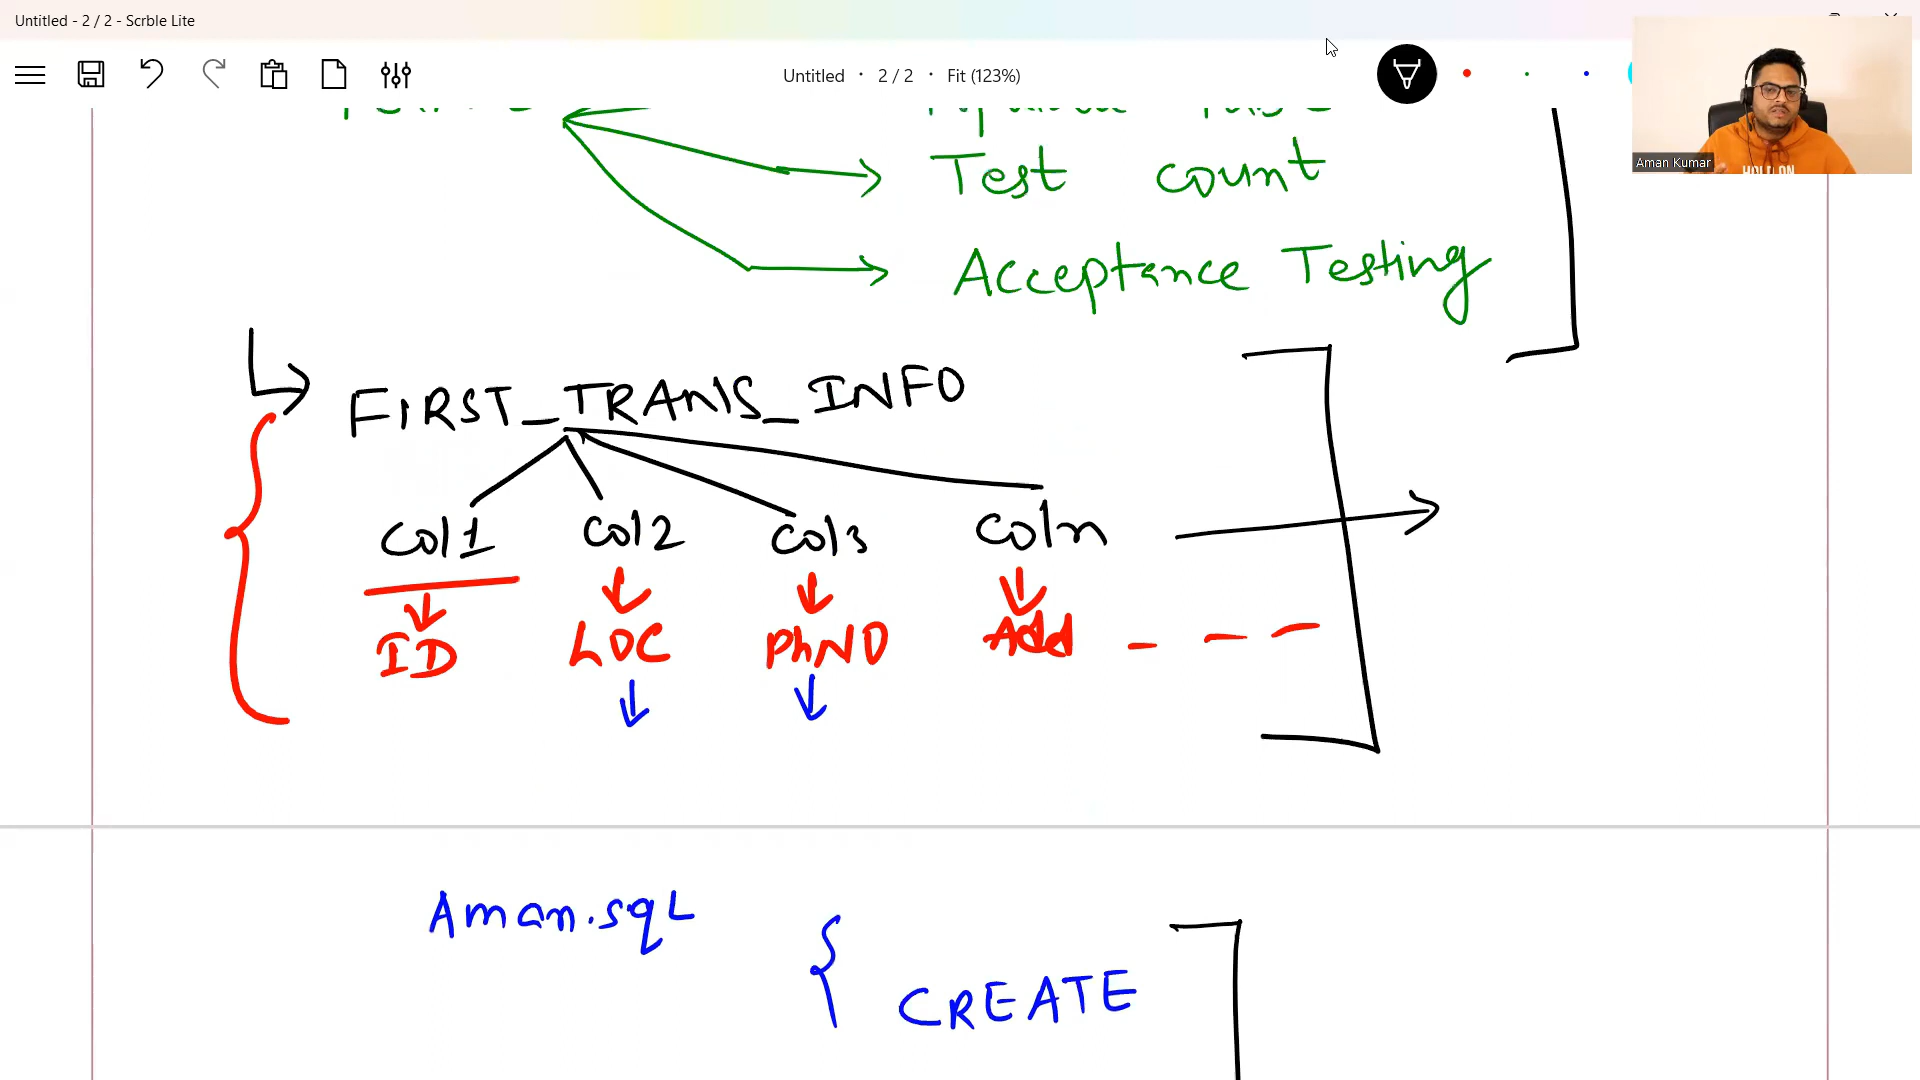 Untitled - 2 / 2 - Scrble Lite
Untitled • 2 / 2 • Fit (123%)
Aman Kumar
Test count
Acceptance Testing
FIRST_TRANS_INFO
Col1 Col2 Col3 Coln
ID LOC PhNO Add - - -
Aman.sqL
CREATE